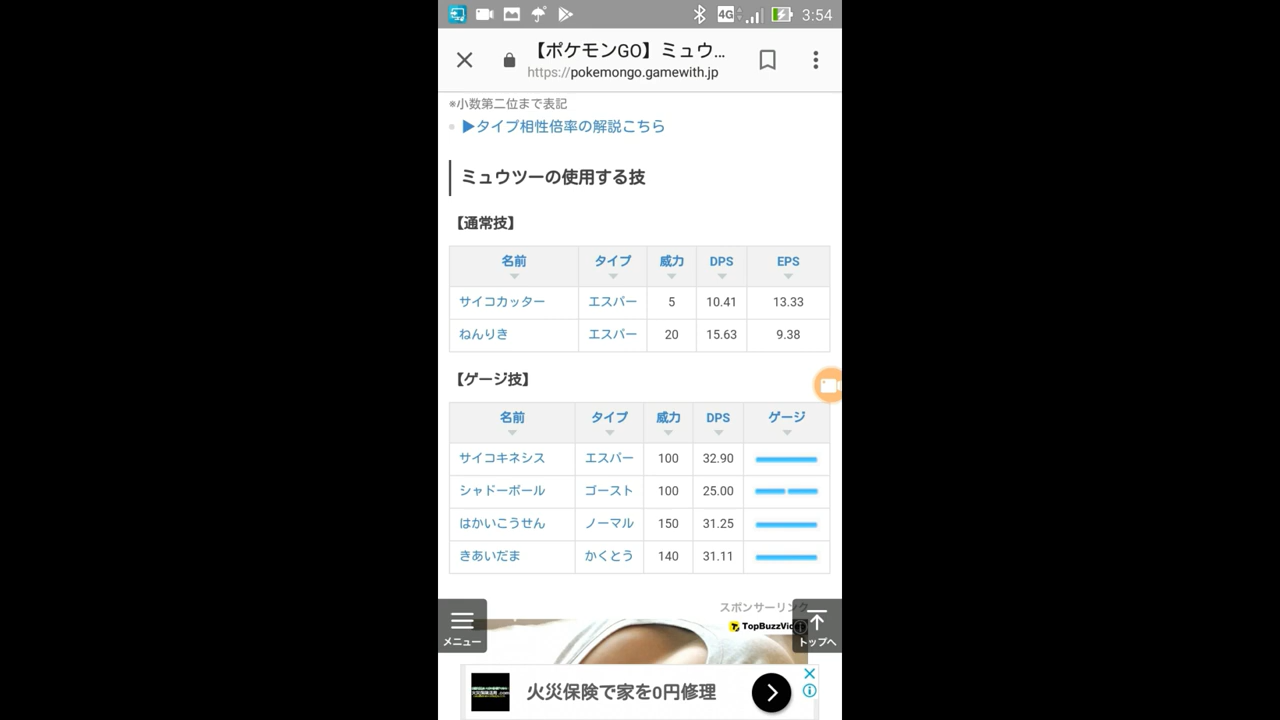 4G 3:54
【ポケモンGO】ミュウ...
https://pokemongo.gamewith.jp
※小数第二位まで表記
▶タイプ相性倍率の解説こちら
ミュウツーの使用する技
【通常技】
名前 タイプ 威力 DPS EPS
サイコカッター エスパー 5 10.41 13.33
ねんりき エスパー 20 15.63 9.38
【ゲージ技】
名前 タイプ 威力 DPS ゲージ
サイコキネシス エスパー 100 32.90
シャドーボール ゴースト 100 25.00
はかいこうせん ノーマル 150 31.25
きあいだま かくとう 140 31.11
スポンサーリンク
TopBuzzVid
メニュー
トップへ
火災保険で家を0円修理